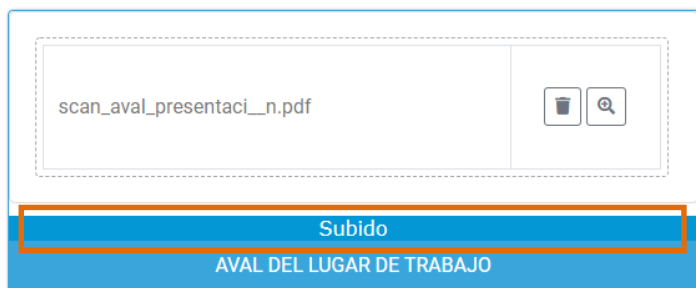 scan_aval_presentaci__n.pdf
Subido
AVAL DEL LUGAR DE TRABAJO